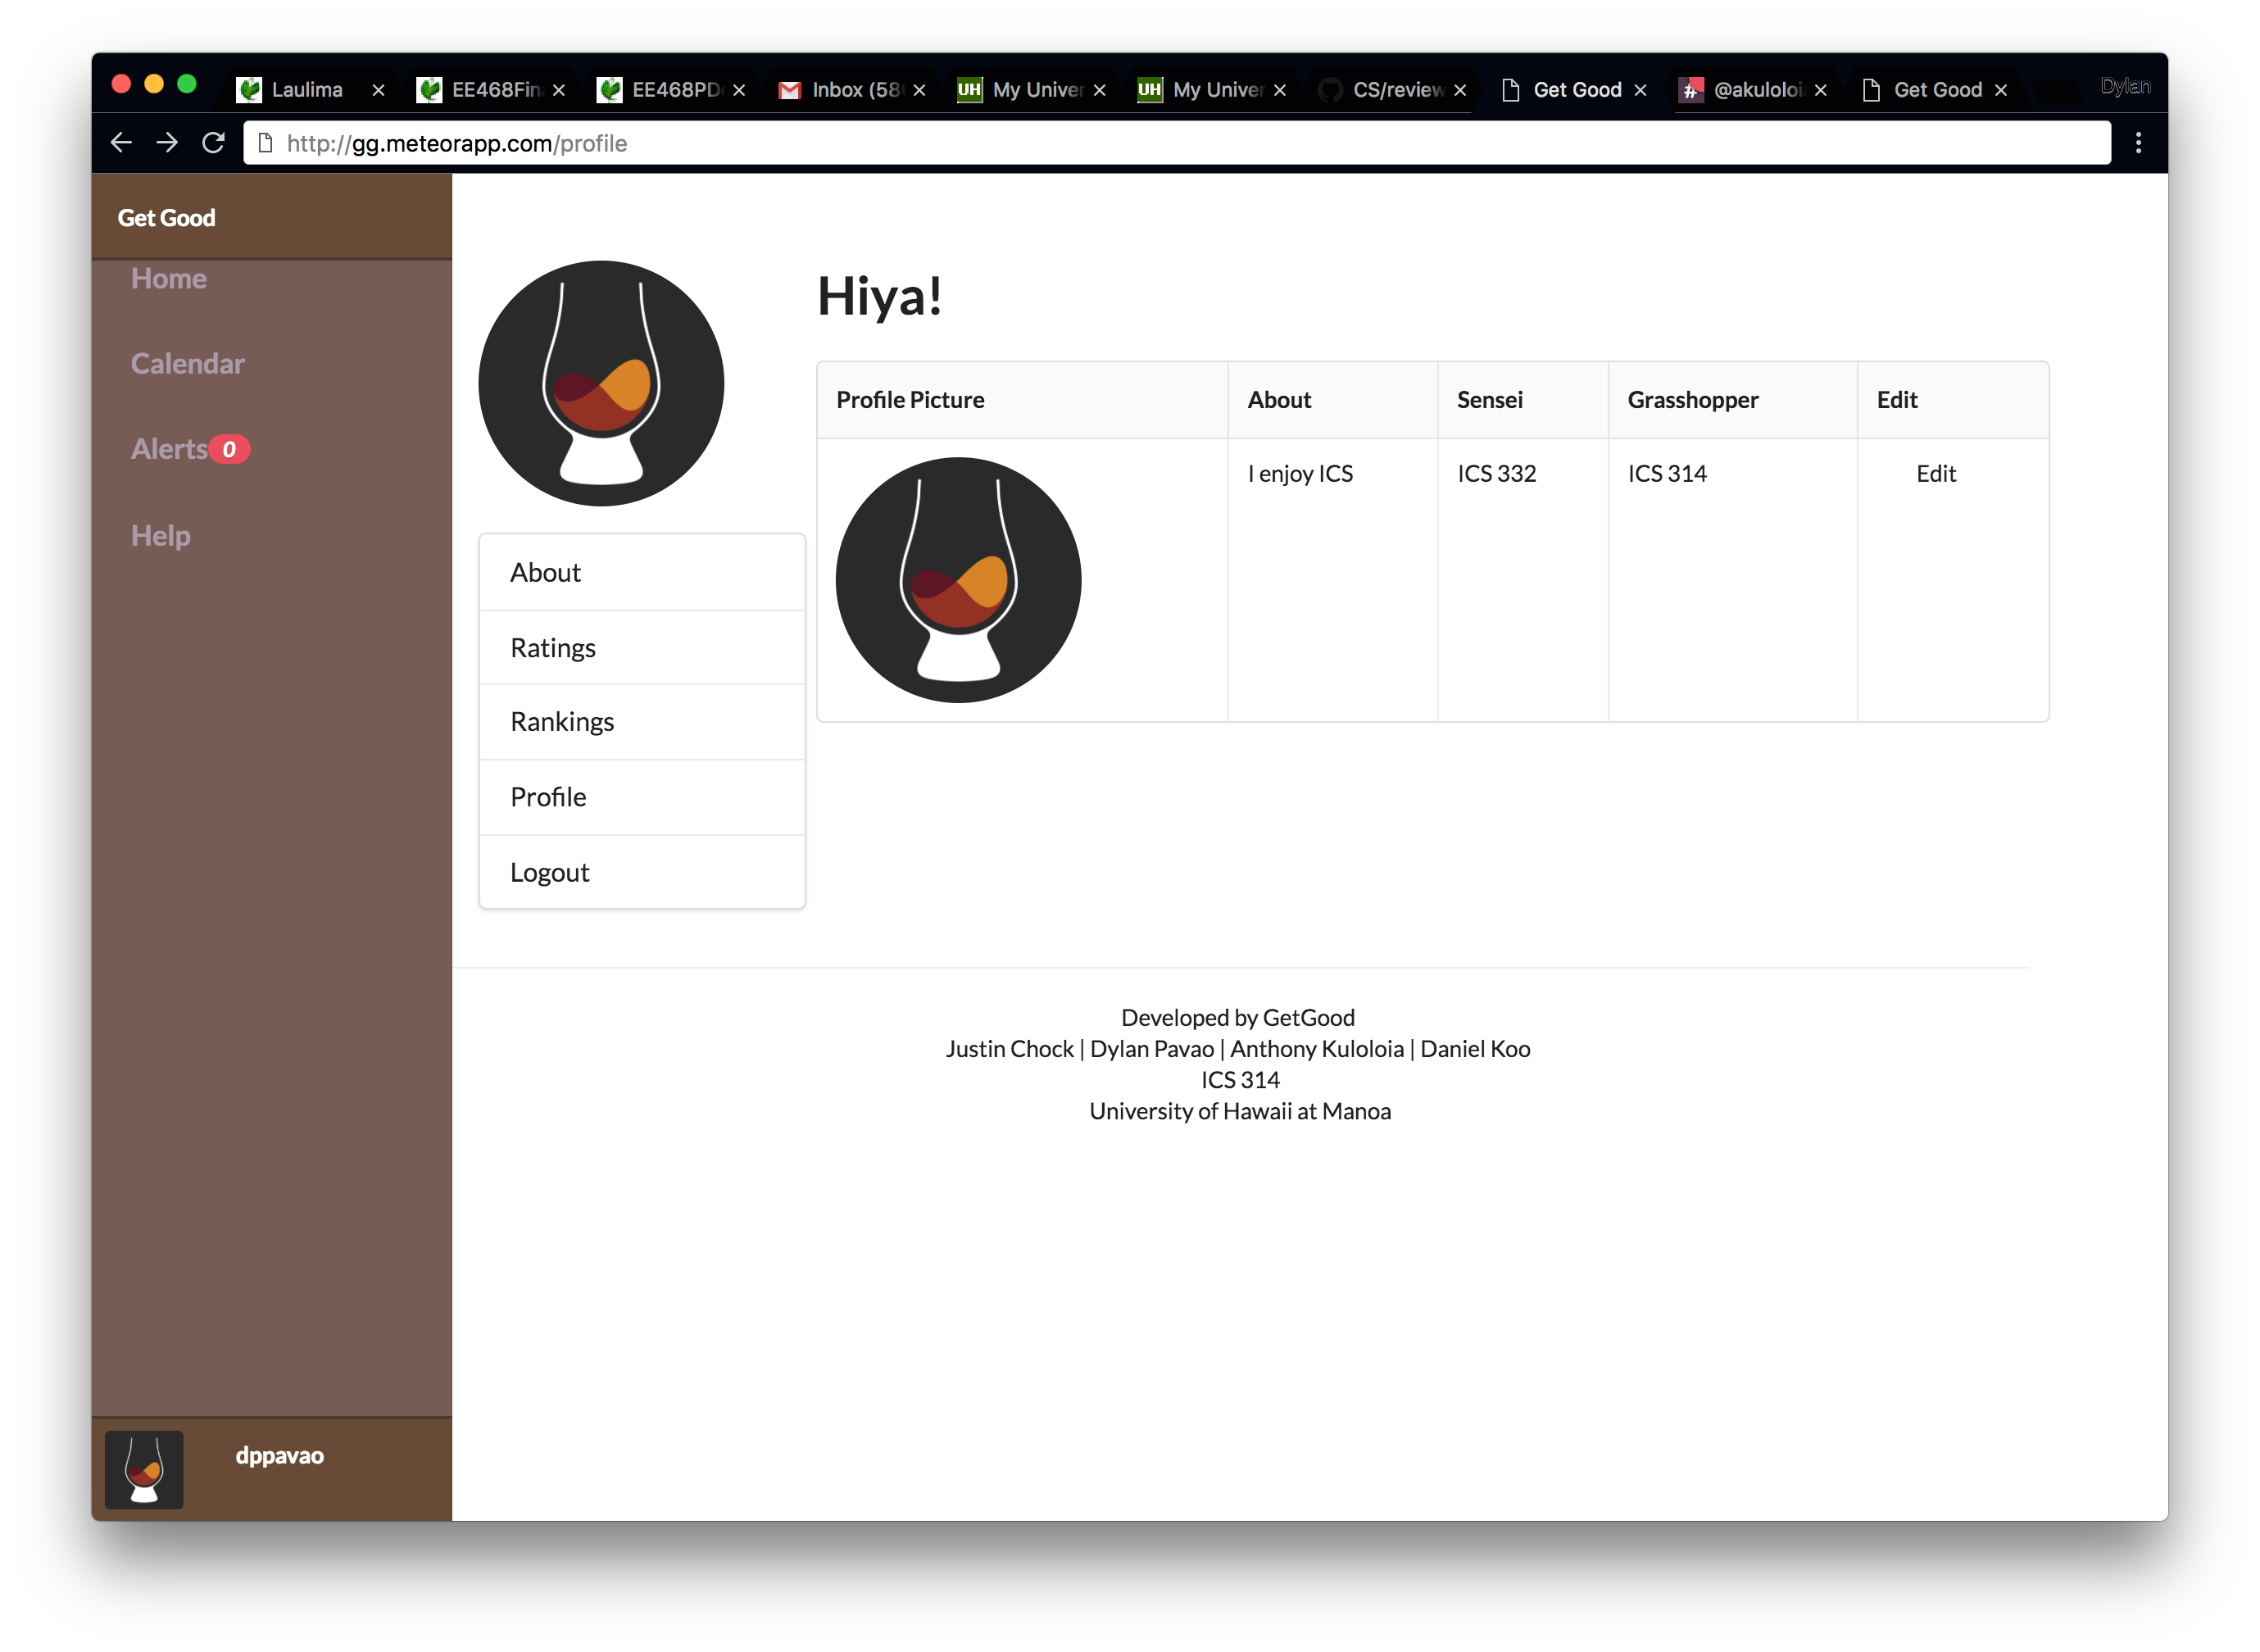 Laulima
EE468Fin
EE468PD
Inbox (58
UH My Univer
UH My Univer
CS/review
Get Good
# @akuloloi
Get Good
Dylan
http://gg.meteorapp.com/profile
Get Good
Home
Calendar
Alerts 0
Help
Hiya!
Profile Picture About Sensei Grasshopper Edit
I enjoy ICS ICS 332 ICS 314 Edit
About
Ratings
Rankings
Profile
Logout
Developed by GetGood
Justin Chock | Dylan Pavao | Anthony Kuloloia | Daniel Koo
ICS 314
University of Hawaii at Manoa
dppavao